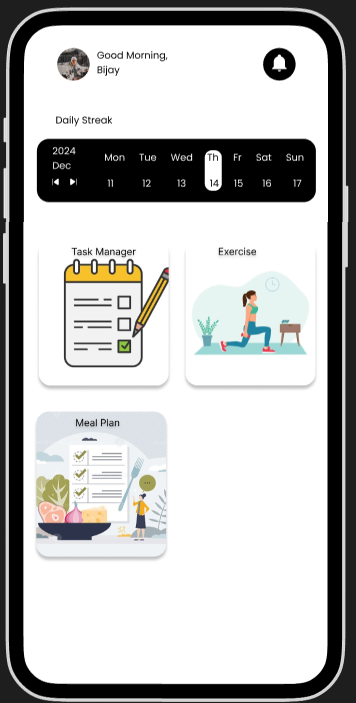 Good Morning,
Bijay
Daily Streak
2024
Dec
Mon Tue Wed Th Fr Sat Sun
11 12 13 14 15 16 17
Task Manager
Exercise
Meal Plan